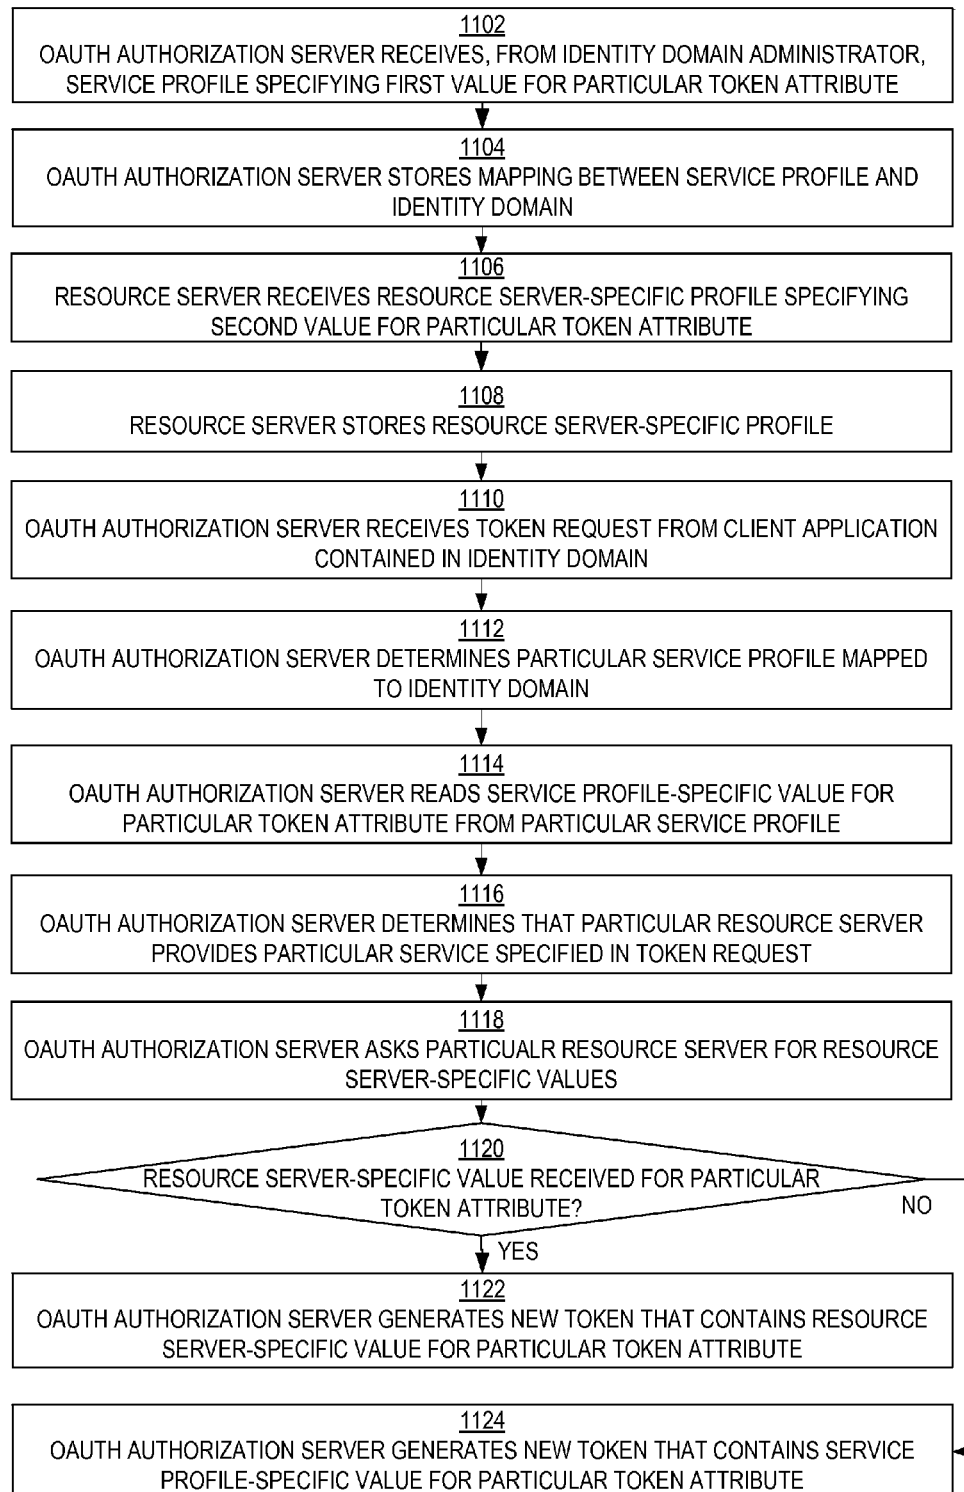 1102
OAUTH AUTHORIZATION SERVER RECEIVES, FROM IDENTITY DOMAIN ADMINISTRATOR,
SERVICE PROFILE SPECIFYING FIRST VALUE FOR PARTICULAR TOKEN ATTRIBUTE
1104
OAUTH AUTHORIZATION SERVER STORES MAPPING BETWEEN SERVICE PROFILE AND
IDENTITY DOMAIN
1106
RESOURCE SERVER RECEIVES RESOURCE SERVER-SPECIFIC PROFILE SPECIFYING
SECOND VALUE FOR PARTICULAR TOKEN ATTRIBUTE
1108
RESOURCE SERVER STORES RESOURCE SERVER-SPECIFIC PROFILE
1110
OAUTH AUTHORIZATION SERVER RECEIVES TOKEN REQUEST FROM CLIENT APPLICATION
CONTAINED IN IDENTITY DOMAIN
1112
OAUTH AUTHORIZATION SERVER DETERMINES PARTICULAR SERVICE PROFILE MAPPED
TO IDENTITY DOMAIN
1114
OAUTH AUTHORIZATION SERVER READS SERVICE PROFILE-SPECIFIC VALUE FOR
PARTICULAR TOKEN ATTRIBUTE FROM PARTICULAR SERVICE PROFILE
1116
OAUTH AUTHORIZATION SERVER DETERMINES THAT PARTICULAR RESOURCE SERVER
PROVIDES PARTICULAR SERVICE SPECIFIED IN TOKEN REQUEST
1118
OAUTH AUTHORIZATION SERVER ASKS PARTICUALR RESOURCE SERVER FOR RESOURCE
SERVER-SPECIFIC VALUES
1120
RESOURCE SERVER-SPECIFIC VALUE RECEIVED FOR PARTICULAR
TOKEN ATTRIBUTE?
NO
YES
1122
OAUTH AUTHORIZATION SERVER GENERATES NEW TOKEN THAT CONTAINS RESOURCE
SERVER-SPECIFIC VALUE FOR PARTICULAR TOKEN ATTRIBUTE
1124
OAUTH AUTHORIZATION SERVER GENERATES NEW TOKEN THAT CONTAINS SERVICE
PROFILE-SPECIFIC VALUE FOR PARTICULAR TOKEN ATTRIBUTE